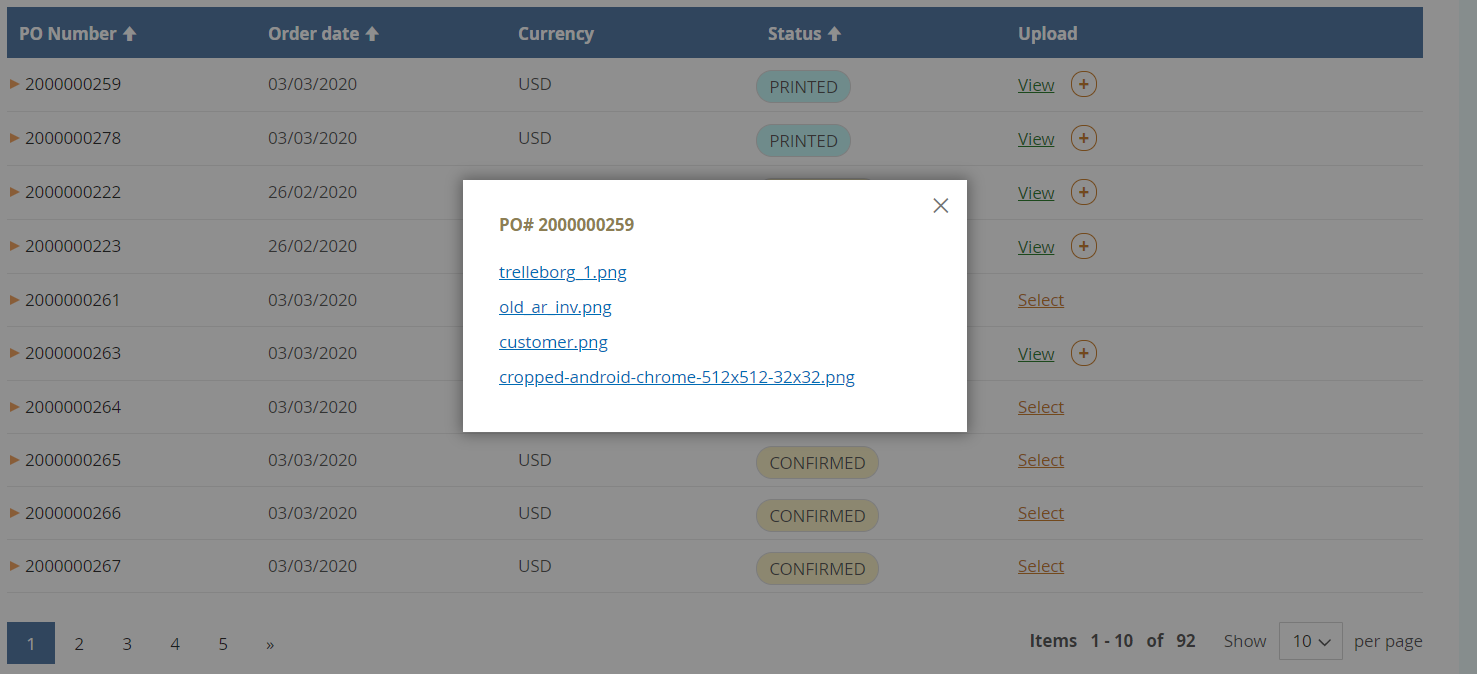 PO Number Order date Currency Status Upload
2000000259 03/03/2020 USD PRINTED View +
2000000278 03/03/2020 USD PRINTED View +
2000000222 26/02/2020 View +
2000000223 26/02/2020 View +
2000000261 03/03/2020 Select
2000000263 03/03/2020 View +
2000000264 03/03/2020 Select
2000000265 03/03/2020 USD CONFIRMED Select
2000000266 03/03/2020 USD CONFIRMED Select
2000000267 03/03/2020 USD CONFIRMED Select
PO# 2000000259
trelleborg_1.png
old_ar_inv.png
customer.png
cropped-android-chrome-512x512-32x32.png
1 2 3 4 5 » Items 1 - 10 of 92 Show 10 per page